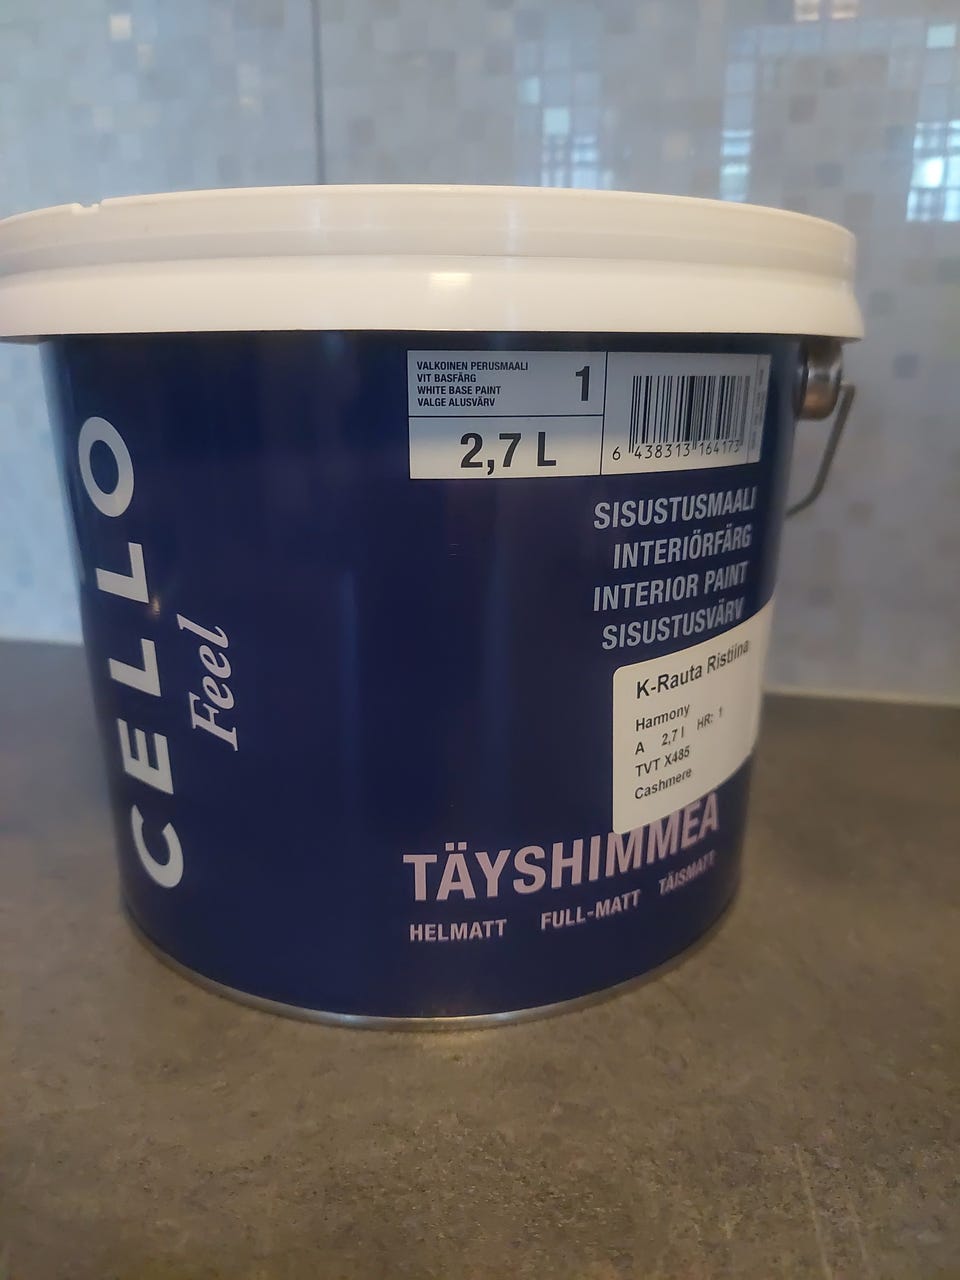 VALKOINEN PERUSMAALI
VIT BASFÄRG
WHITE BASE PAINT
VALGE ALUSVÄRV
1
2,7 L
6 438313 164173
CELLO
Feel
SISUSTUSMAALI
INTERIÖRFÄRG
INTERIOR PAINT
SISUSTUSVÄRV
K-Rauta Ristiina
Harmony
A 2,7 l HR: 1
TVT X485
Cashmere
TÄYSHIMMEA
HELMATT FULL-MATT TÄISMATT